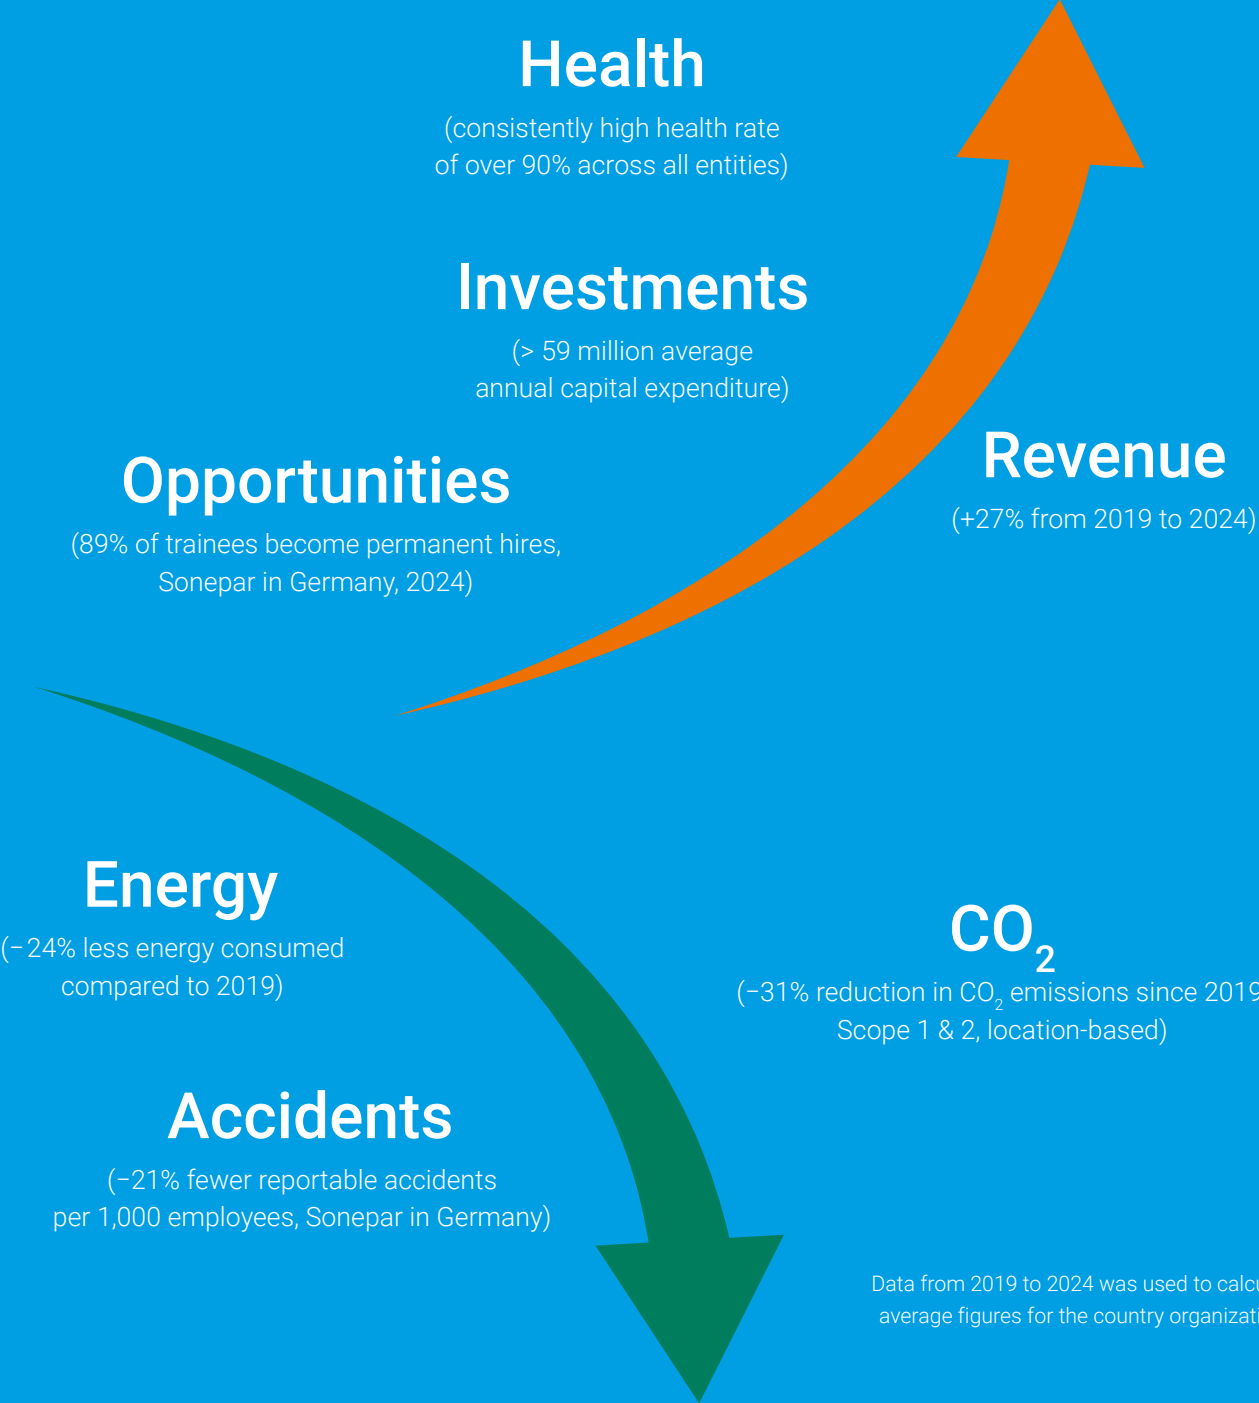 Health
(consistently high health rate
of over 90% across all entities)
Investments
(> 59 million average
annual capital expenditure)
Revenue
(+27% from 2019 to 2024)
Opportunities
(89% of trainees become permanent hires,
Sonepar in Germany, 2024)
Energy
(−24% less energy consumed
compared to 2019)
CO₂
(−31% reduction in CO₂ emissions since 2019
Scope 1 & 2, location-based)
Accidents
(−21% fewer reportable accidents
per 1,000 employees, Sonepar in Germany)
Data from 2019 to 2024 was used to
average figures for the country